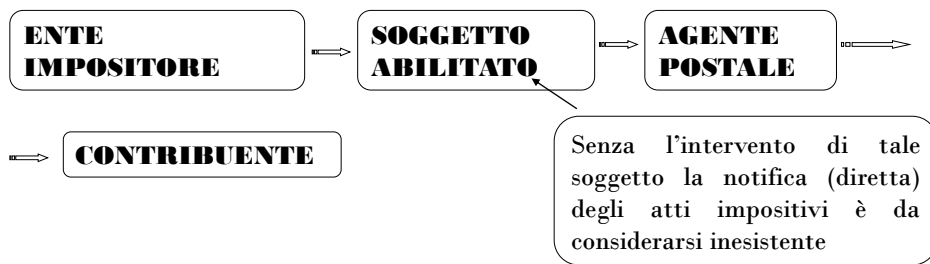 ENTE
IMPOSITORE
SOGGETTO
ABILITATO
AGENTE
POSTALE
CONTRIBUENTE
Senza l'intervento di tale
soggetto la notifica (diretta)
degli atti impositivi è da
considerarsi inesistente